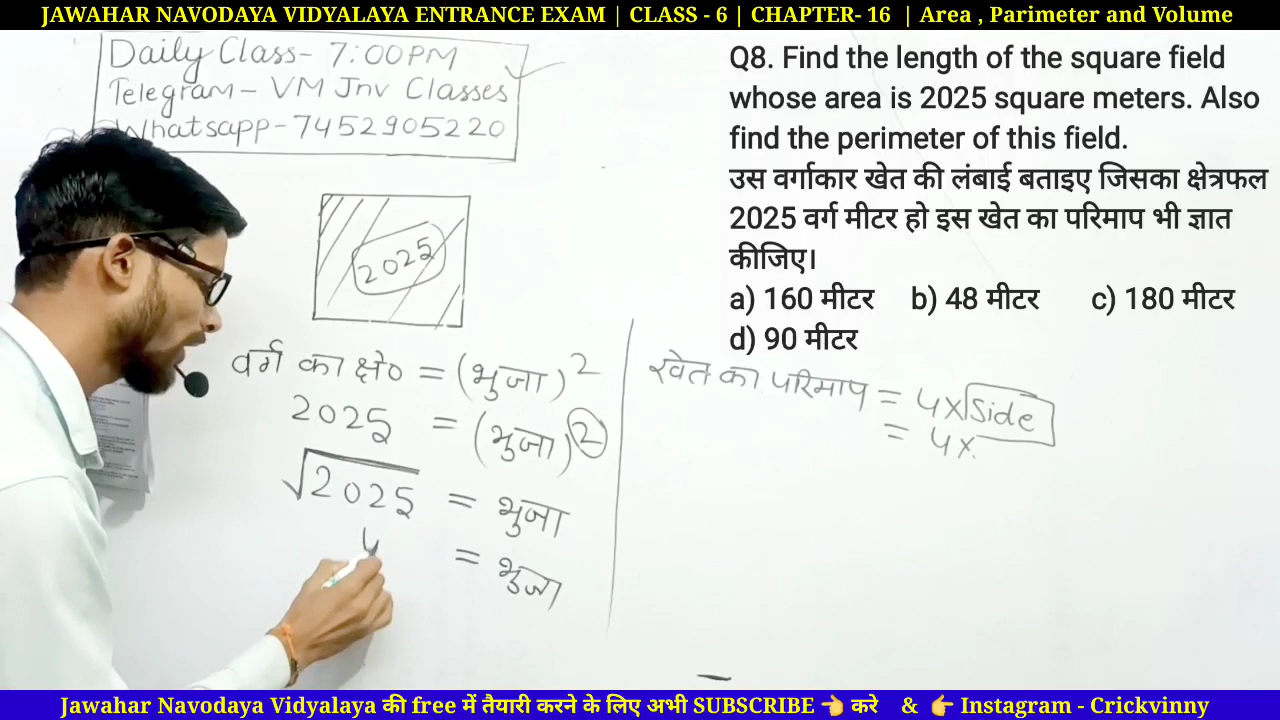 JAWAHAR NAVODAYA VIDYALAYA ENTRANCE EXAM | CLASS - 6 | CHAPTER- 16 | Area , Parimeter and Volume
Daily Class- 7:00PM
Telegram- VM Jnv Classes
Whatsapp-7452905220
Q8. Find the length of the square field
whose area is 2025 square meters. Also
find the perimeter of this field.
उस वर्गाकार खेत की लंबाई बताइए जिसका क्षेत्रफल
2025 वर्ग मीटर हो इस खेत का परिमाप भी ज्ञात
कीजिए।
a) 160 मीटर b) 48 मीटर c) 180 मीटर
d) 90 मीटर
2025
वर्ग का क्षे० = (भुजा)²
2025 = (भुजा)²
√2025 = भुजा
= भुजा
खेत का परिमाप = 4×Side
= 4×
Jawahar Navodaya Vidyalaya की free में तैयारी करने के लिए अभी SUBSCRIBE 👈 करे & 👉 Instagram - Crickvinny